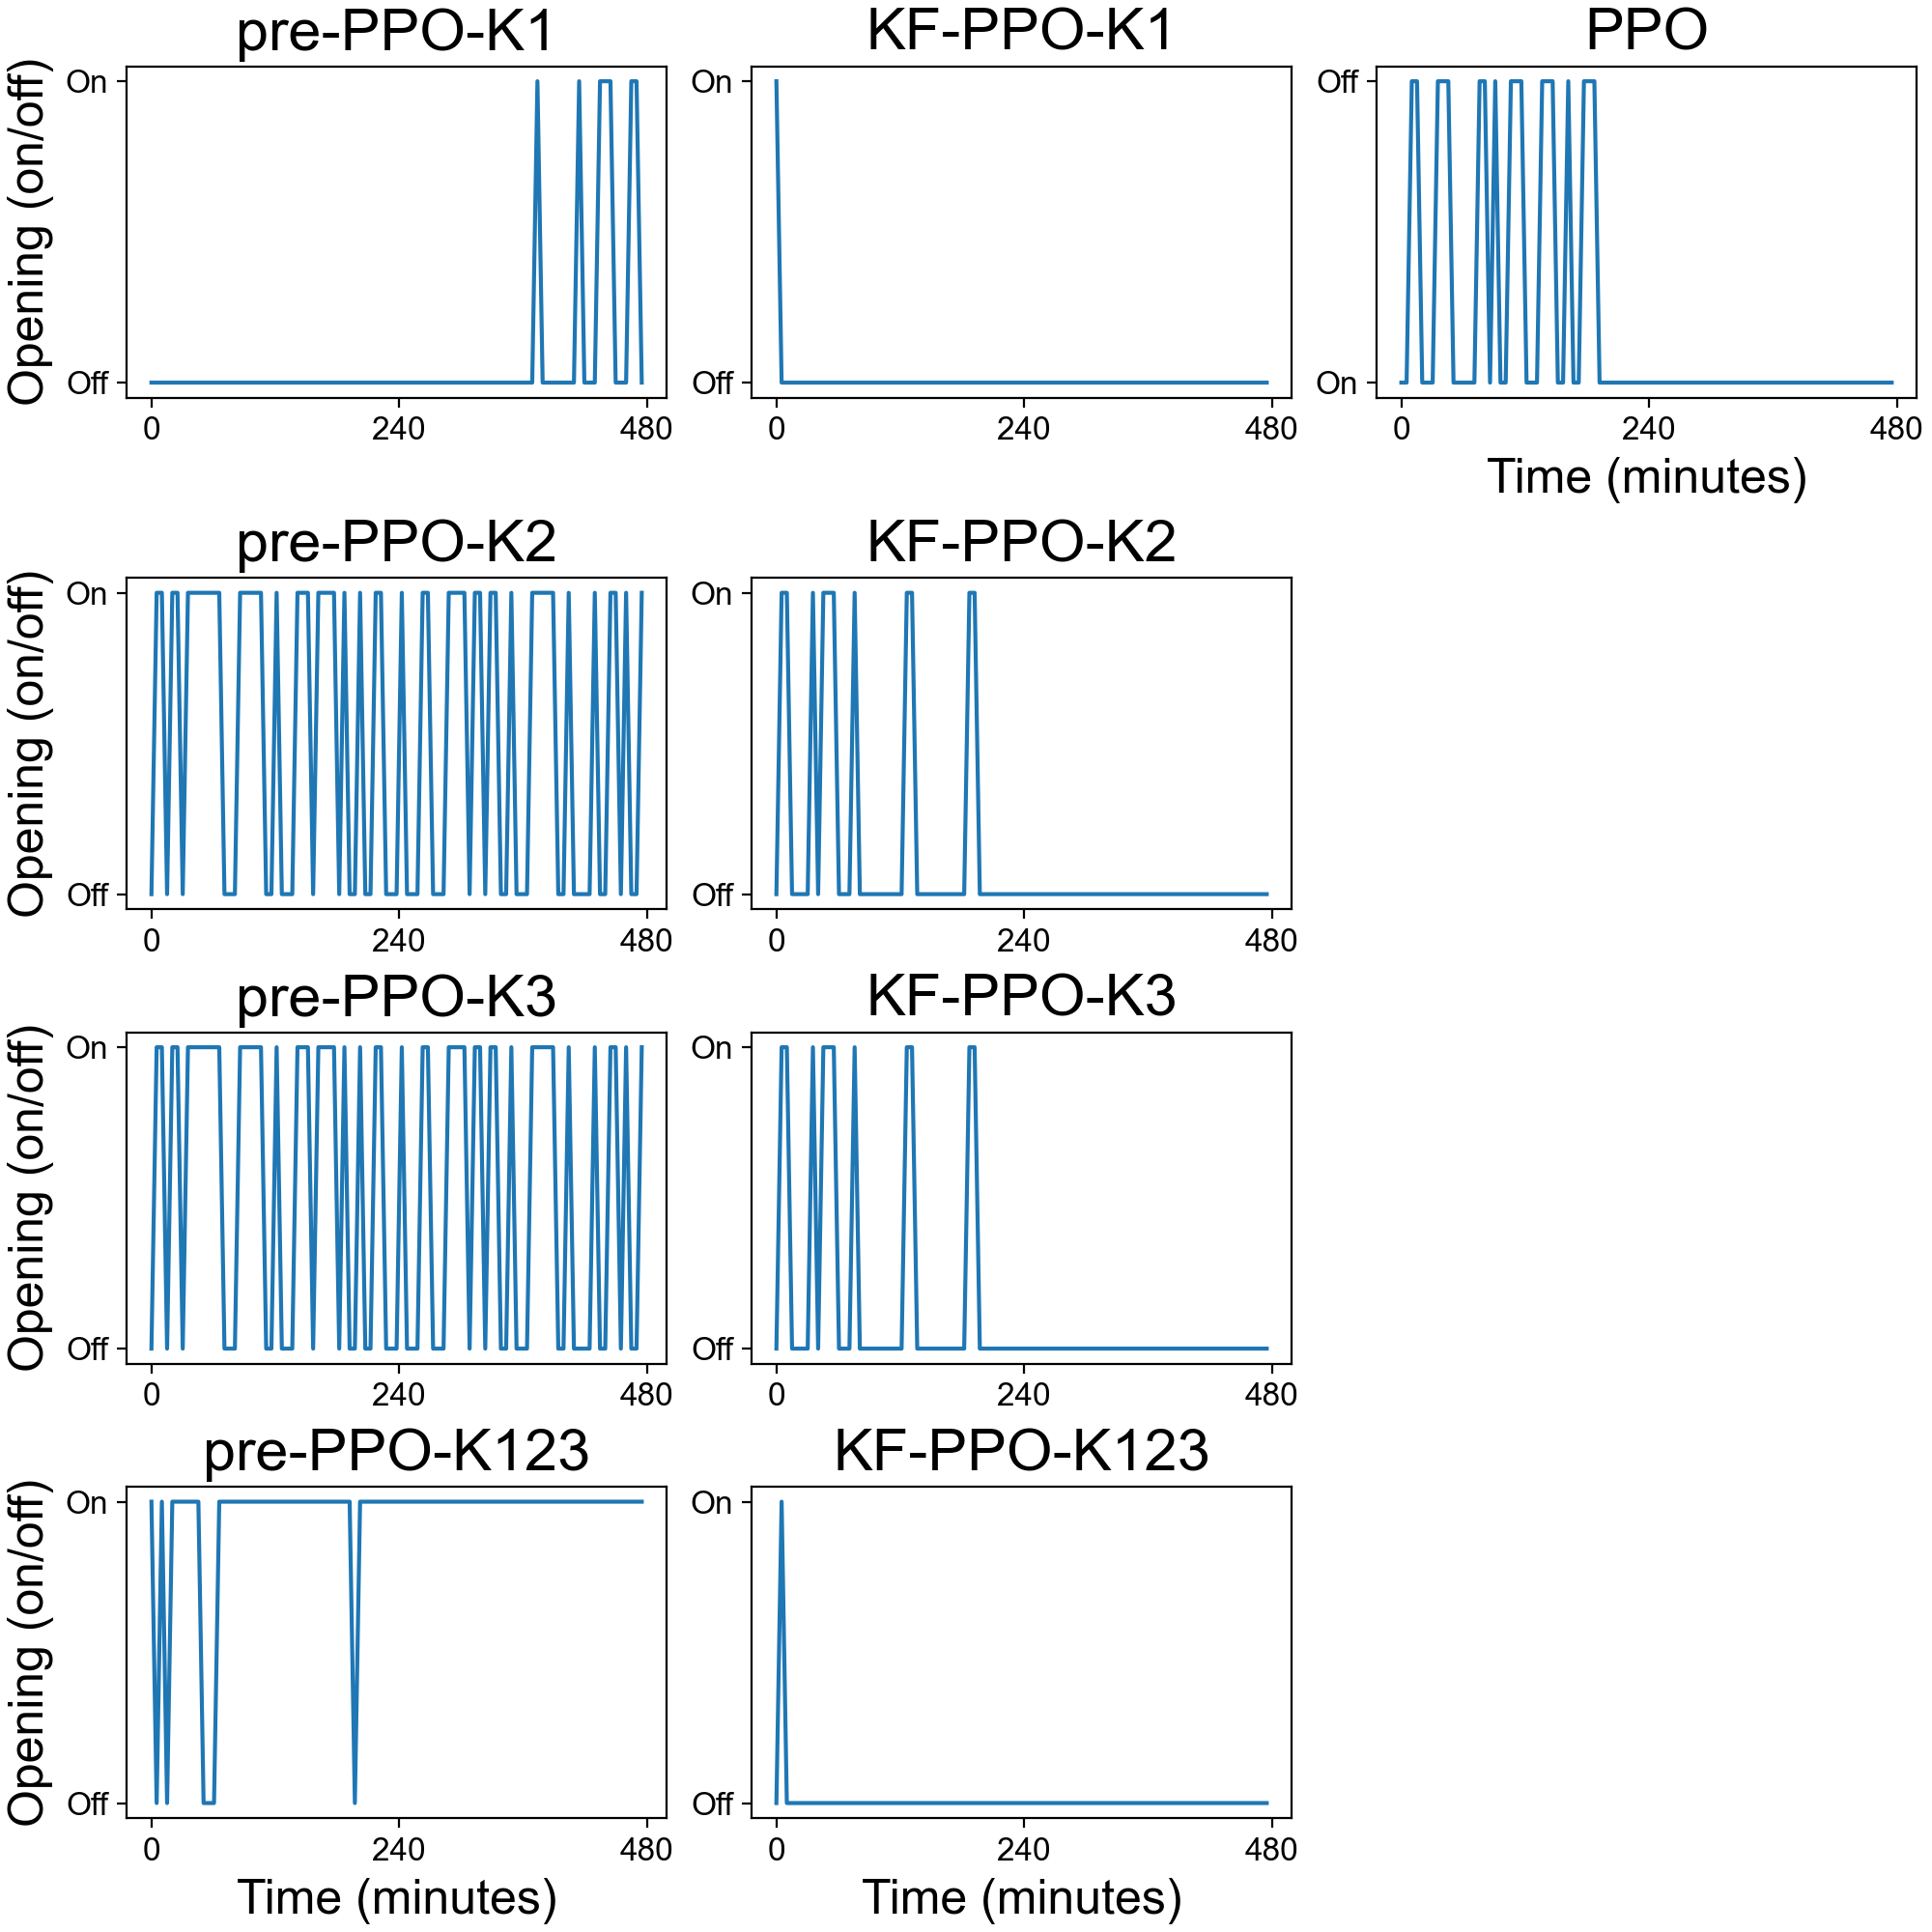 pre-PPO-K1
KF-PPO-K1
PPO
Opening (on/off)
On
Off
0
240
480
On
Off
0
240
480
Off
On
0
240
480
Time (minutes)
pre-PPO-K2
KF-PPO-K2
Opening (on/off)
On
Off
0
240
480
On
Off
0
240
480
pre-PPO-K3
KF-PPO-K3
Opening (on/off)
On
Off
0
240
480
On
Off
0
240
480
pre-PPO-K123
KF-PPO-K123
Opening (on/off)
On
Off
0
240
480
Time (minutes)
On
Off
0
240
480
Time (minutes)